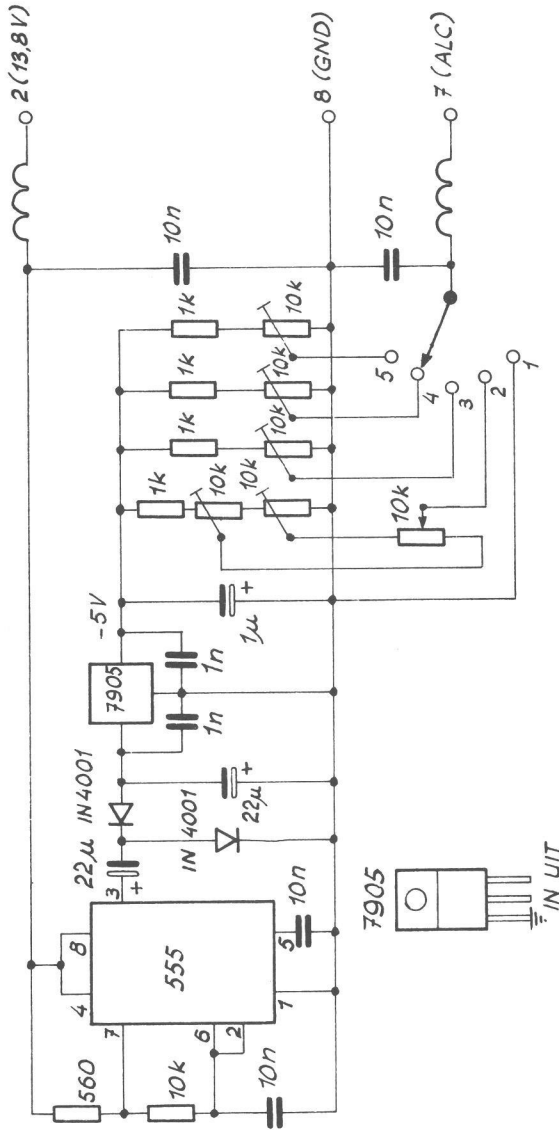 2 (13,8V)
8 (GND)
7 (ALC)
10n
10n
1k
10k
1k
10k
1k
10k
1k
10k
10k
10k
5
4
3
2
1
-5V
1µ
+
7905
1n
1n
IN4001
22µ
+
IN 4001
22µ
+
3
8
4
555
5
10n
1
7
6
2
560
10k
10n
7905
IN UIT